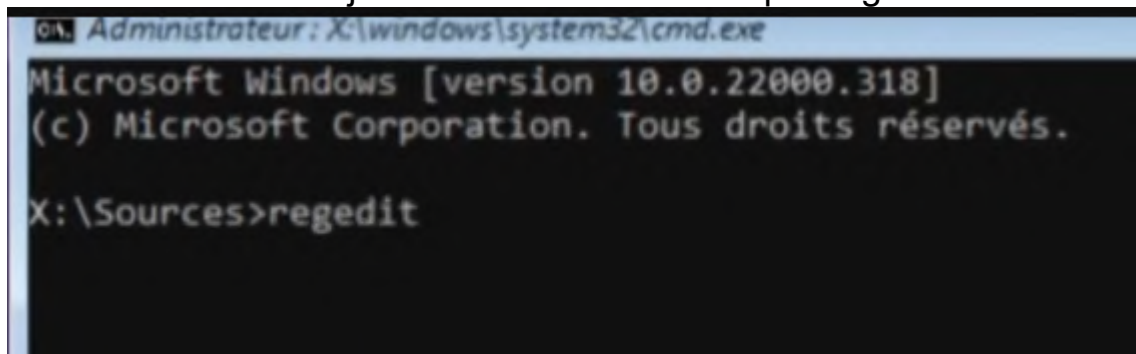 Administrateur : X:\windows\system32\cmd.exe
Microsoft Windows [version 10.0.22000.318]
(c) Microsoft Corporation. Tous droits réservés.
X:\Sources>regedit